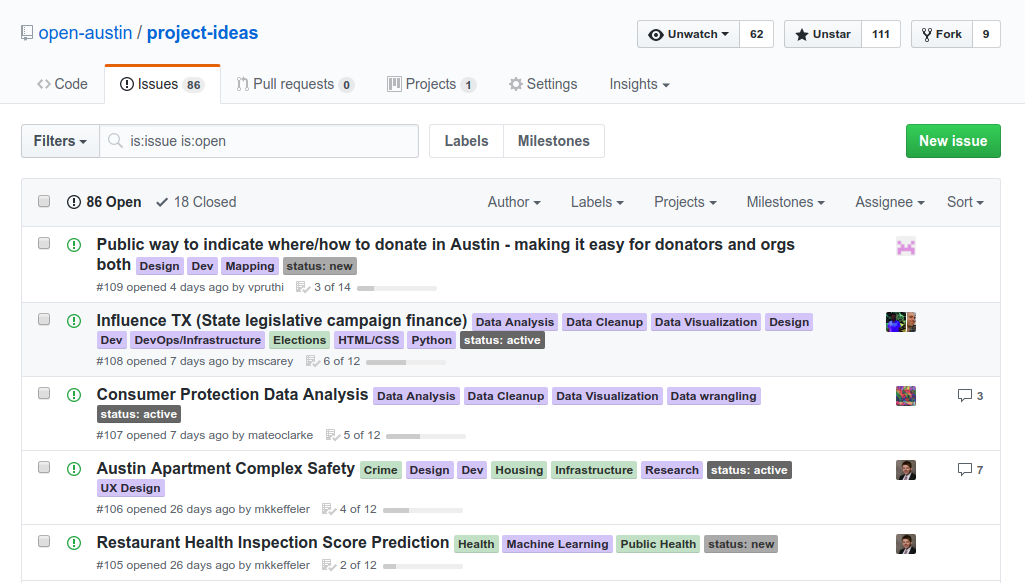 open-austin / project-ideas
Unwatch 62 Unstar 111 Fork 9
Code Issues 86 Pull requests 0 Projects 1 Settings Insights
Filters is:issue is:open Labels Milestones New issue
86 Open 18 Closed Author Labels Projects Milestones Assignee Sort
Public way to indicate where/how to donate in Austin - making it easy for donators and orgs
both Design Dev Mapping status: new
#109 opened 4 days ago by vpruthi 3 of 14
Influence TX (State legislative campaign finance) Data Analysis Data Cleanup Data Visualization Design
Dev DevOps/Infrastructure Elections HTML/CSS Python status: active
#108 opened 7 days ago by mscarey 6 of 12
Consumer Protection Data Analysis Data Analysis Data Cleanup Data Visualization Data wrangling 3
status: active
#107 opened 7 days ago by mateoclarke 5 of 12
Austin Apartment Complex Safety Crime Design Dev Housing Infrastructure Research status: active 7
UX Design
#106 opened 26 days ago by mkkeffeler 4 of 12
Restaurant Health Inspection Score Prediction Health Machine Learning Public Health status: new
#105 opened 26 days ago by mkkeffeler 2 of 12